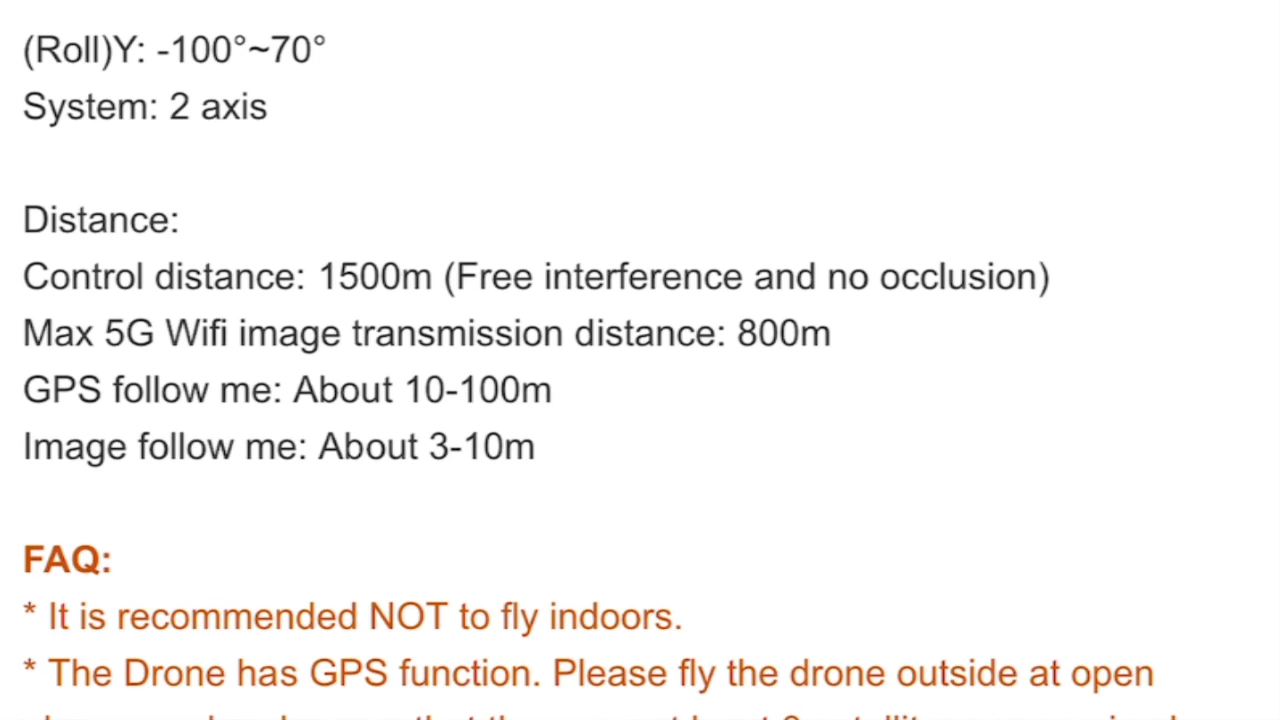 (Roll)Y: -100°~70°
System: 2 axis
Distance:
Control distance: 1500m (Free interference and no occlusion)
Max 5G Wifi image transmission distance: 800m
GPS follow me: About 10-100m
Image follow me: About 3-10m
FAQ:
* It is recommended NOT to fly indoors.
* The Drone has GPS function. Please fly the drone outside at open